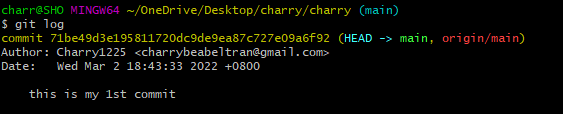 charr@SHO MINGW64 ~/OneDrive/Desktop/charry/charry (main)
$ git log
commit 71be49d3e195811720dc9de9ea87c727e09a6f92 (HEAD -> main, origin/main)
Author: Charry1225 <charrybeabeltran@gmail.com>
Date:   Wed Mar 2 18:43:33 2022 +0800
    this is my 1st commit